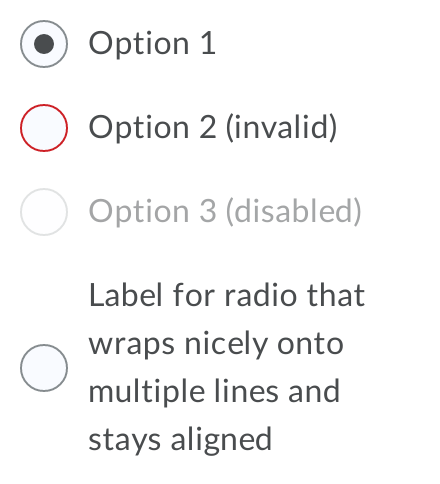 Option 1
Option 2 (invalid)
Option 3 (disabled)
Label for radio that
wraps nicely onto
multiple lines and
stays aligned